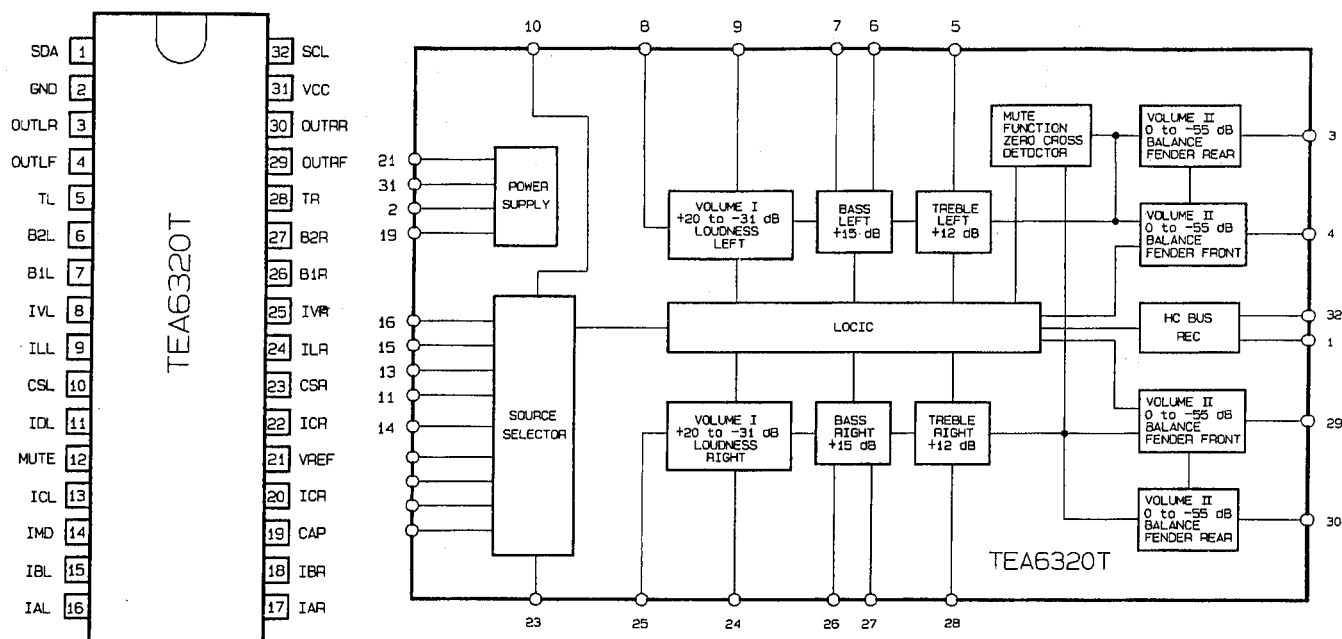 SDA 1
GND 2
OUTLR 3
OUTLF 4
TL 5
B2L 6
B1L 7
IVL 8
ILL 9
CSL 10
IDL 11
MUTE 12
ICL 13
IMD 14
IBL 15
IAL 16
TEA6320T
32 SCL
31 VCC
30 OUTRR
29 OUTRF
28 TR
27 B2R
26 B1R
25 IVR
24 ILR
23 CSR
22 ICR
21 VREF
20 ICR
19 CAP
18 IBR
17 IAR
10 8 9 7 6 5
21
31
2
19
16
15
13
11
14
POWER
SUPPLY
SOURCE
SELECTOR
VOLUME I
+20 to -31 dB
LOUDNESS
LEFT
BASS
LEFT
+15 dB
TREBLE
LEFT
+12 dB
MUTE
FUNCTION
ZERO CROSS
DETDCTOR
VOLUME II
0 to -55 dB
BALANCE
FENDER REAR
3
VOLUME II
0 to -55 dB
BALANCE
FENDER FRONT
4
LOCIC
HC BUS
REC
32
1
VOLUME I
+20 to -31 dB
LOUDNESS
RIGHT
BASS
RIGHT
+15 dB
TREBLE
RIGHT
+12 dB
VOLUME II
0 to -55 dB
BALANCE
FENDER FRONT
29
VOLUME II
0 to -55 dB
BALANCE
FENDER REAR
30
TEA6320T
23 25 24 26 27 28